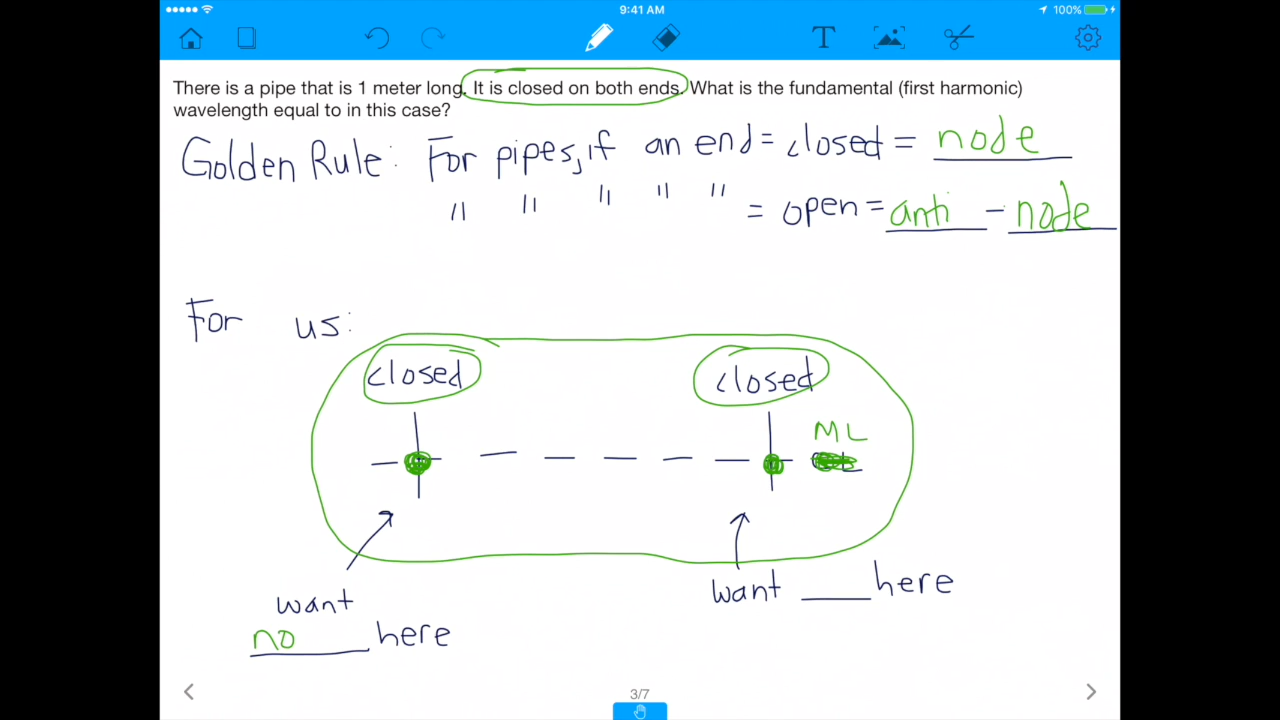 9:41 AM
100%
T
There is a pipe that is 1 meter long. It is closed on both ends. What is the fundamental (first harmonic)
wavelength equal to in this case?
Golden Rule: For pipes, if an end = closed = node
" " " " " = open = anti - node
For us:
closed closed
ML
want ___ here
want
no___ here
3/7